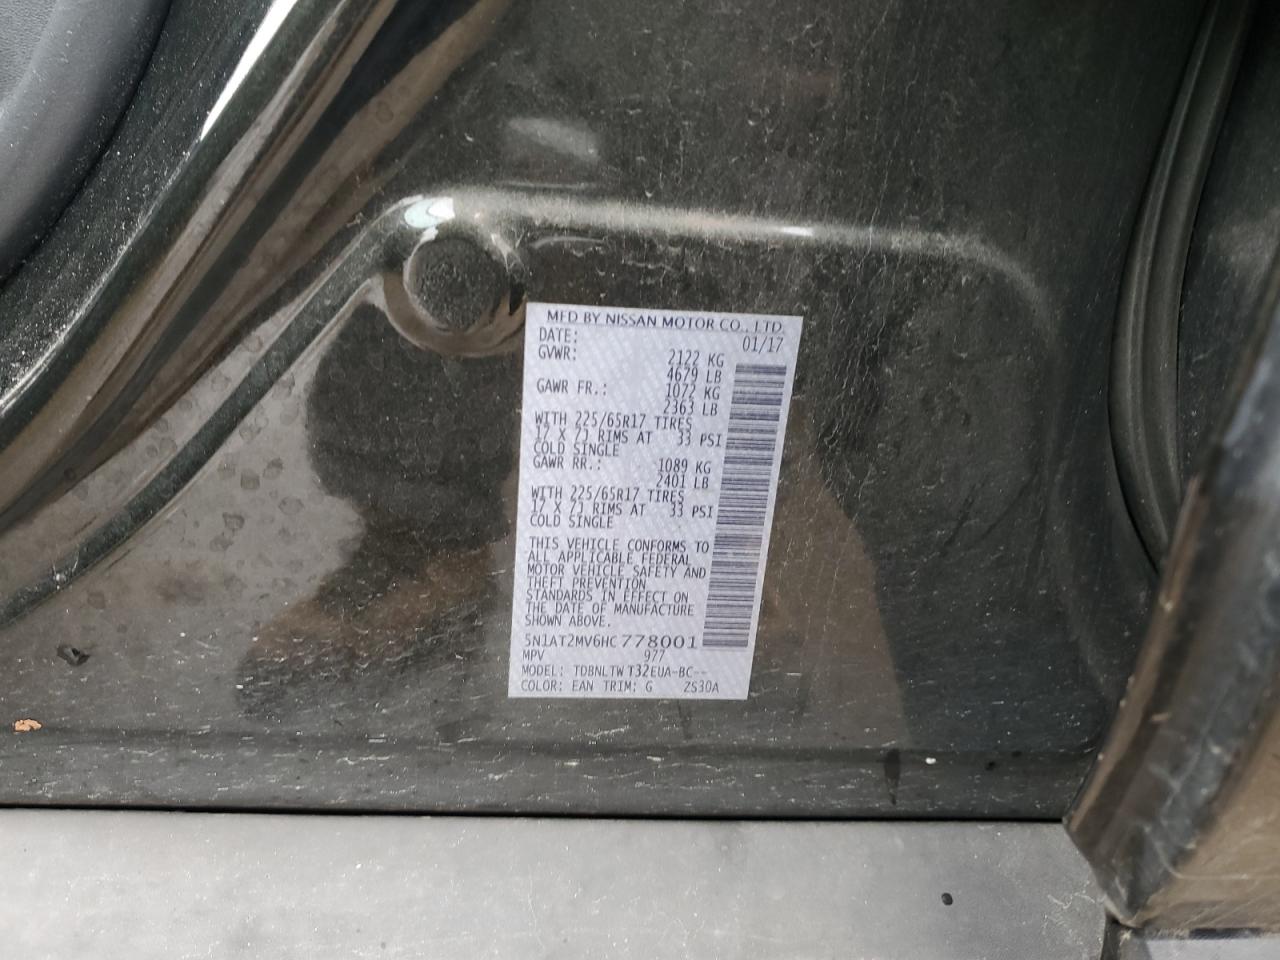 MFD BY NISSAN MOTOR CO., LTD.
DATE: 01/17
GVWR: 2122 KG
4679 LB
GAWR FR.: 1072 KG
2363 LB
WITH 225/65R17 TIRES
17 X 7J RIMS AT 33 PSI
COLD SINGLE
GAWR RR.: 1089 KG
2401 LB
WITH 225/65R17 TIRES
17 X 7J RIMS AT 33 PSI
COLD SINGLE
THIS VEHICLE CONFORMS TO
ALL APPLICABLE FEDERAL
MOTOR VEHICLE SAFETY AND
THEFT PREVENTION
STANDARDS IN EFFECT ON
THE DATE OF MANUFACTURE
SHOWN ABOVE.
5N1AT2MV6HC778001
MPV 977
MODEL: TDBNLTW T32EUA-BC--
COLOR: EAN TRIM: G ZS30A